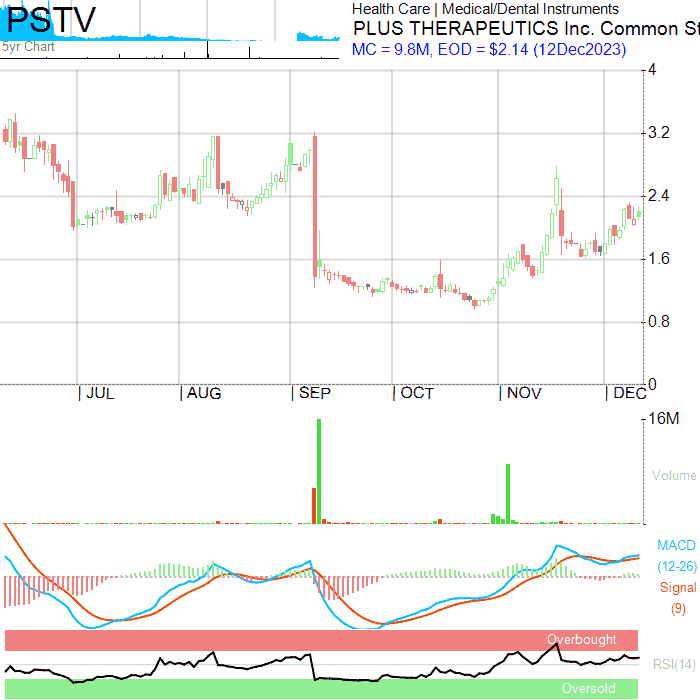 PSTV
5yr Chart
Health Care | Medical/Dental Instruments
PLUS THERAPEUTICS Inc. Common St
MC = 9.8M, EOD = $2.14 (12Dec2023)
4
3.2
2.4
1.6
0.8
0
| JUL | AUG | SEP | OCT | NOV | DEC
16M
Volume
MACD
(12-26)
Signal
(9)
Overbought
RSI(14)
Oversold